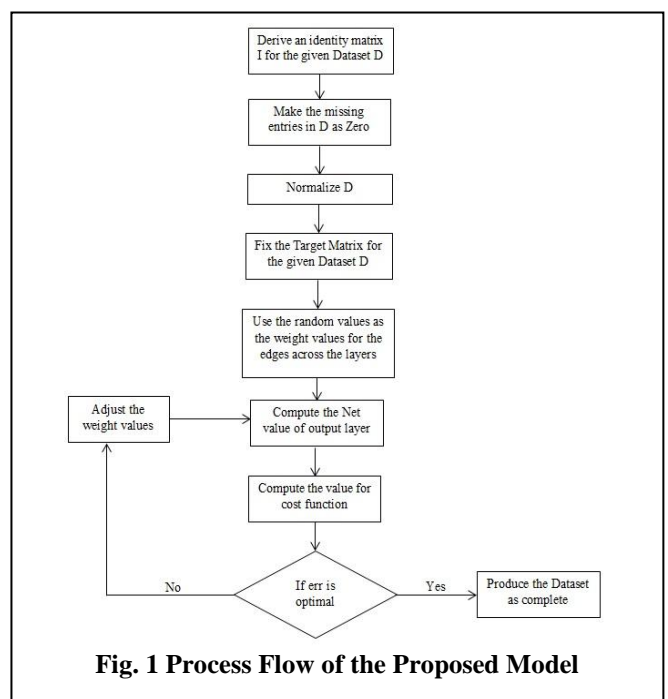 Derive an identity matrix
I for the given Dataset D
Make the missing
entries in D as Zero
Normalize D
Fix the Target Matrix for
the given Dataset D
Use the random values as
the weight values for the
edges across the layers
Adjust the
weight values
Compute the Net
value of output layer
Compute the value for
cost function
No
If err is
optimal
Yes
Produce the Dataset
as complete
Fig. 1 Process Flow of the Proposed Model